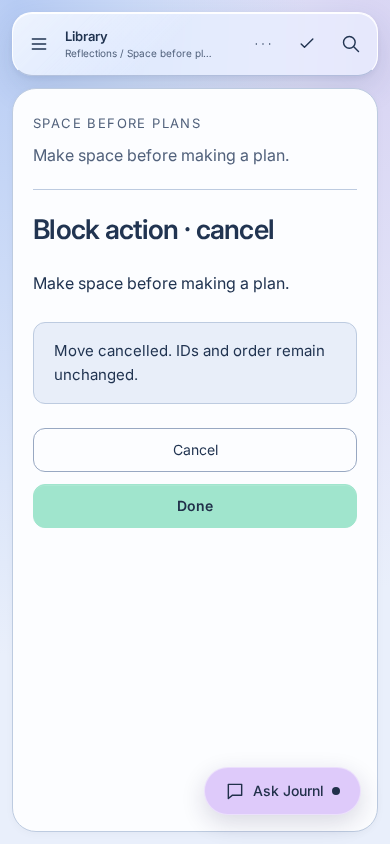 Library
Reflections / Space before pl...
SPACE BEFORE PLANS
Make space before making a plan.
Block action · cancel
Make space before making a plan.
Move cancelled. IDs and order remain
unchanged.
Cancel
Done
Ask Journl